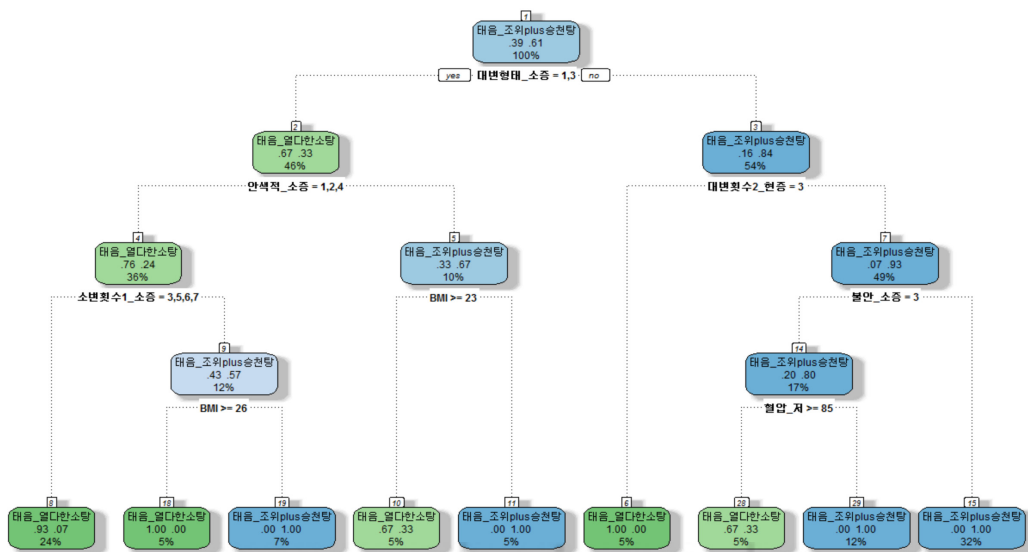 1
태음_조위plus승천탕
.39 .61
100%
yes 대변형태_소증 = 1,3 no
2
태음_열다한소탕
.67 .33
46%
3
태음_조위plus승천탕
.16 .84
54%
안색적_소증 = 1,2,4
대변횟수2_현증 = 3
4
태음_열다한소탕
.76 .24
36%
5
태음_조위plus승천탕
.33 .67
10%
7
태음_조위plus승천탕
.07 .93
49%
소변횟수1_소증 = 3,5,6,7
BMI >= 23
불안_소증 = 3
9
태음_조위plus승천탕
.43 .57
12%
14
태음_조위plus승천탕
.20 .80
17%
BMI >= 26
혈압_저 >= 85
8
태음_열다한소탕
.93 .07
24%
18
태음_열다한소탕
1.00 .00
5%
19
태음_조위plus승천탕
.00 1.00
7%
10
태음_열다한소탕
.67 .33
5%
11
태음_조위plus승천탕
.00 1.00
5%
6
태음_열다한소탕
1.00 .00
5%
28
태음_열다한소탕
.67 .33
5%
29
태음_조위plus승천탕
.00 1.00
12%
15
태음_조위plus승천탕
.00 1.00
32%